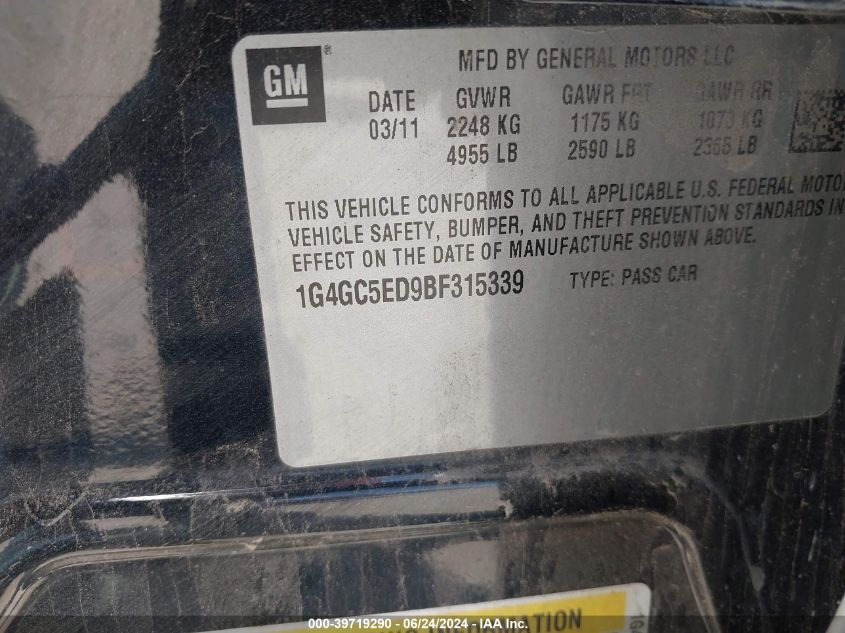 GM®
MFD BY GENERAL MOTORS LLC
DATE GVWR GAWR FRT GAWR RR
03/11 2248 KG 1175 KG 1073 KG
4955 LB 2590 LB 2365 LB
THIS VEHICLE CONFORMS TO ALL APPLICABLE U.S. FEDERAL MOTO
VEHICLE SAFETY, BUMPER, AND THEFT PREVENTION STANDARDS IN
EFFECT ON THE DATE OF MANUFACTURE SHOWN ABOVE.
1G4GC5ED9BF315339 TYPE: PASS CAR
INFORMATION
000-39719290 - 06/24/2024 - IAA Inc.